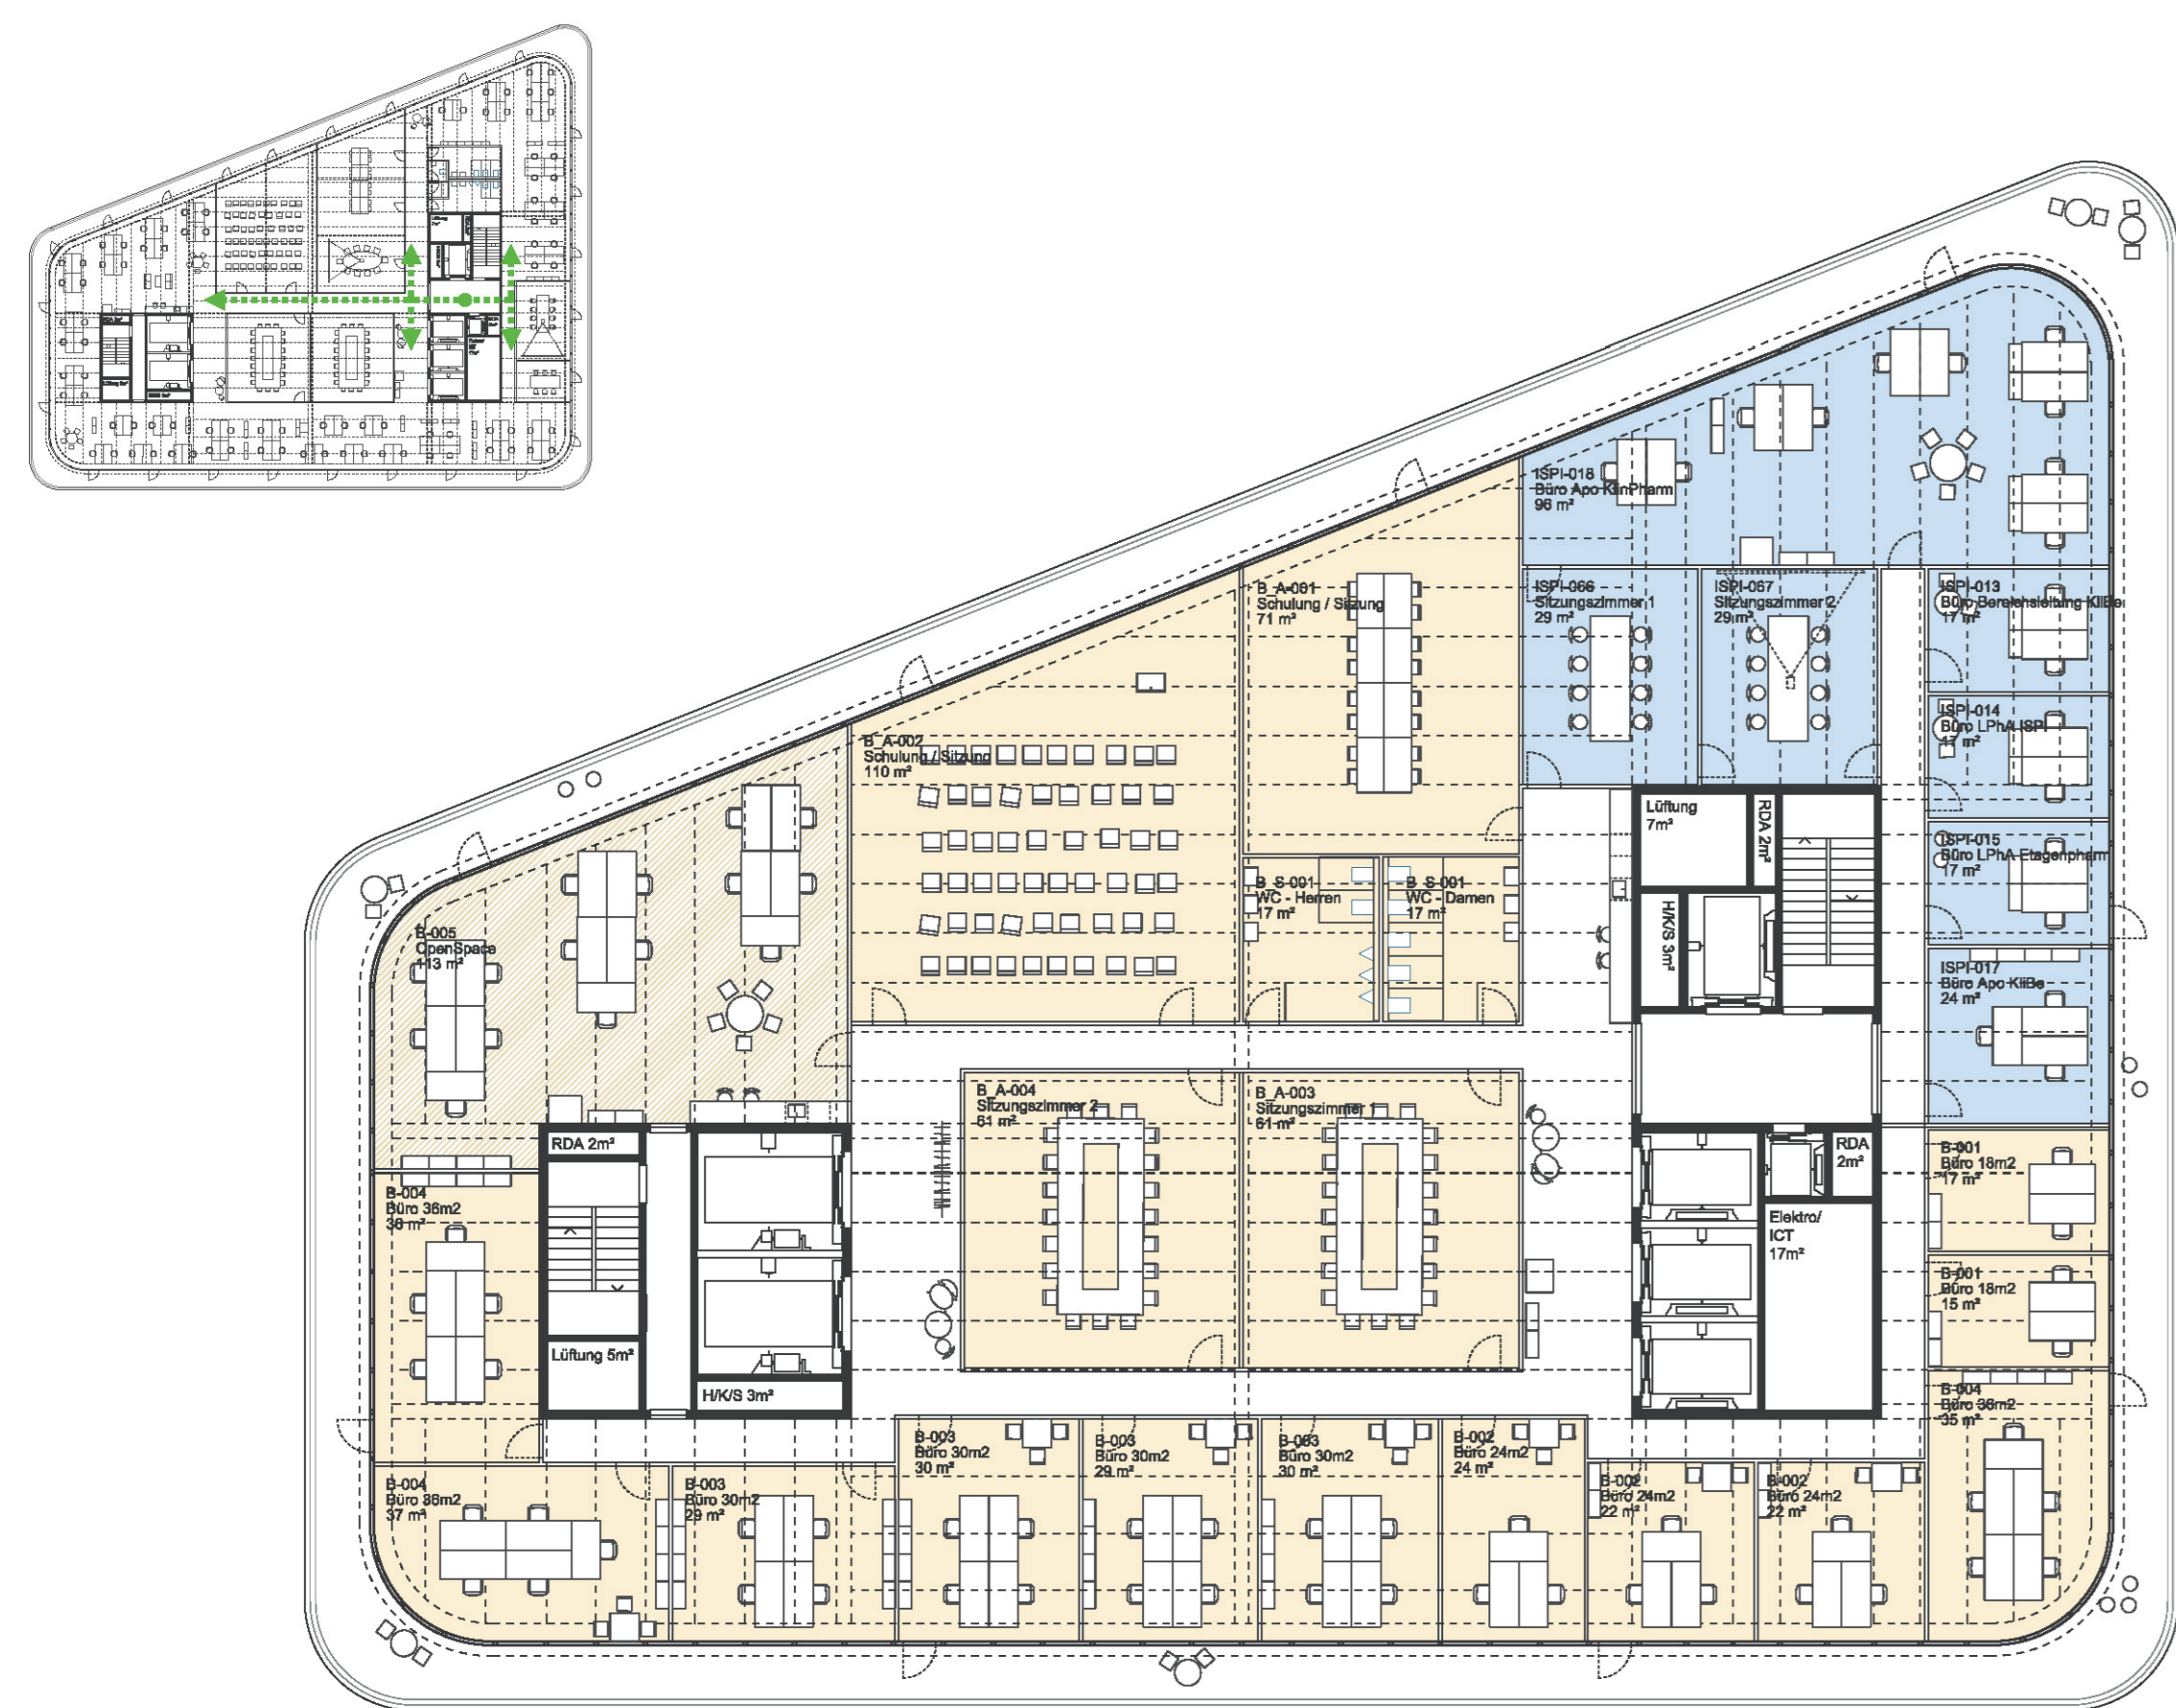 ISPI-018
Büro Apo KlinPharm
96 m²
B_A-001
Schulung / Sitzung
71 m²
ISPI-066
Sitzungszimmer 1
29 m²
ISPI-067
Sitzungszimmer 2
29 m²
ISPI-013
Büro Bereichsleitung KliBe
17 m²
ISPI-014
Büro LPhA ISPI
17 m²
B_A-002
Schulung / Sitzung
110 m²
Lüftung
7m²
RDA 2m²
ISPI-015
Büro LPhA Etagenpharm
17 m²
B_S-001
WC - Herren
17 m²
B_S-001
WC - Damen
17 m²
H/K/S 3m²
B-005
OpenSpace
113 m²
ISPI-017
Büro Apo KliBe
24 m²
B_A-004
Sitzungszimmer 2
61 m²
B_A-003
Sitzungszimmer 1
61 m²
RDA 2m²
RDA
2m²
B-001
Büro 18m2
17 m²
B-004
Büro 36m2
36 m²
Elektro/
ICT
17m²
B-001
Büro 18m2
15 m²
Lüftung 5m²
H/K/S 3m²
B-004
Büro 36m2
35 m²
B-003
Büro 30m2
30 m²
B-003
Büro 30m2
29 m²
B-003
Büro 30m2
30 m²
B-002
Büro 24m2
24 m²
B-004
Büro 36m2
37 m²
B-003
Büro 30m2
29 m²
B-002
Büro 24m2
22 m²
B-002
Büro 24m2
22 m²